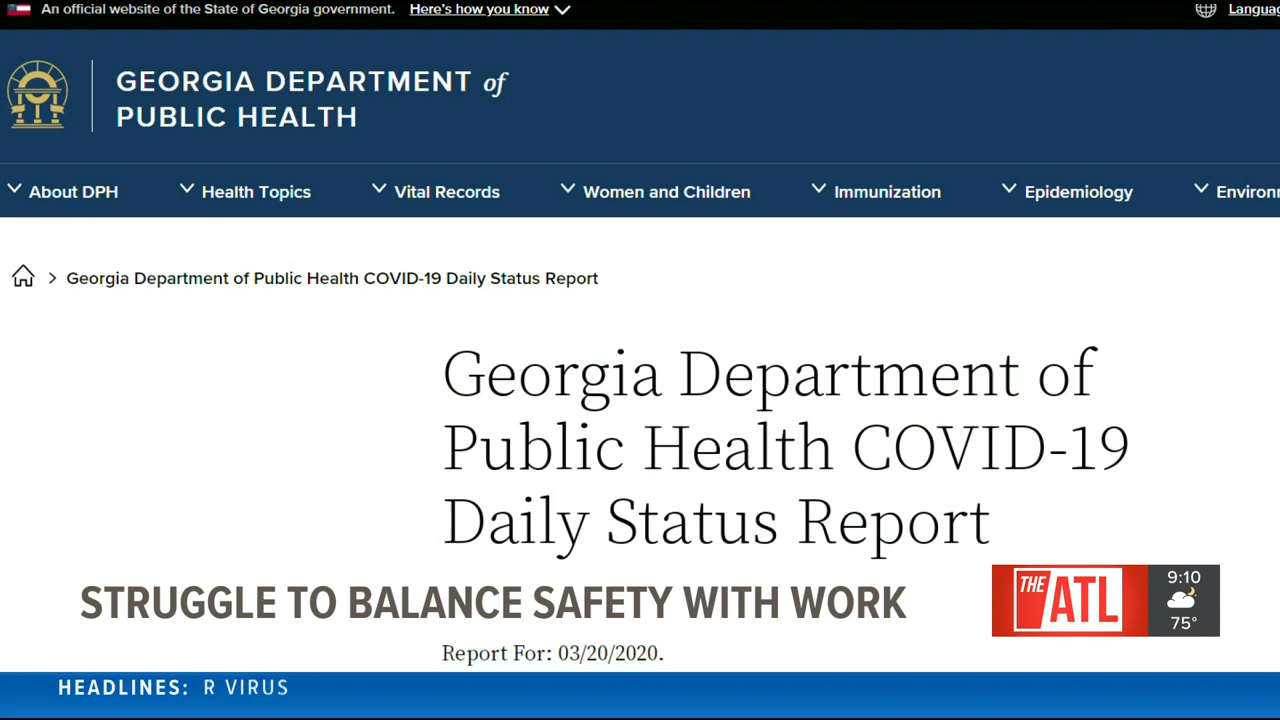 An official website of the State of Georgia government. Here's how you know
GEORGIA DEPARTMENT of
PUBLIC HEALTH
About DPH Health Topics Vital Records Women and Children Immunization Epidemiology
Georgia Department of Public Health COVID-19 Daily Status Report
Georgia Department of
Public Health COVID-19
Daily Status Report
STRUGGLE TO BALANCE SAFETY WITH WORK
THE ATL
9:10
75°
Report For: 03/20/2020.
HEADLINES: R VIRUS